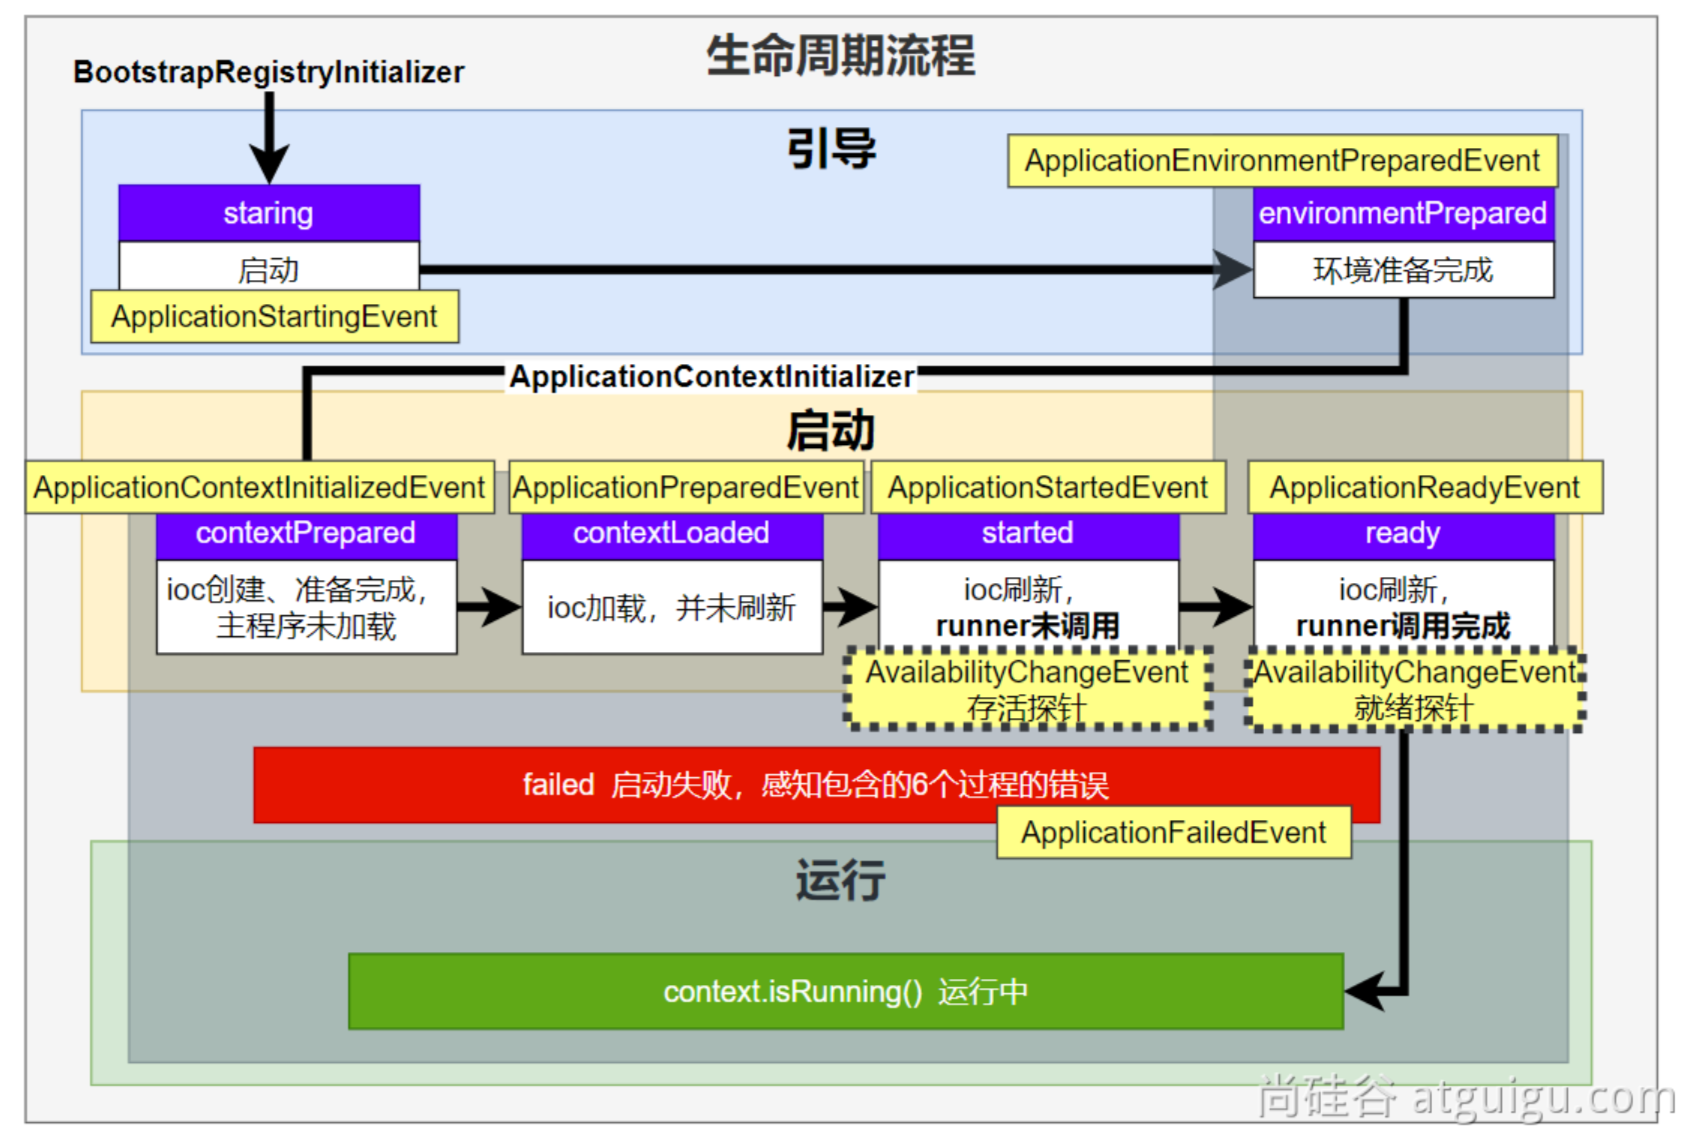 生命周期流程
BootstrapRegistryInitializer
引导
ApplicationEnvironmentPreparedEvent
staring
environmentPrepared
启动
环境准备完成
ApplicationStartingEvent
ApplicationContextInitializer
启动
ApplicationContextInitializedEvent
ApplicationPreparedEvent
ApplicationStartedEvent
ApplicationReadyEvent
contextPrepared
contextLoaded
started
ready
ioc创建、准备完成，
主程序未加载
ioc加载，并未刷新
ioc刷新，
runner未调用
ioc刷新，
runner调用完成
AvailabilityChangeEvent
存活探针
AvailabilityChangeEvent
就绪探针
failed 启动失败，感知包含的6个过程的错误
ApplicationFailedEvent
运行
context.isRunning() 运行中
尚硅谷 atguigu.com